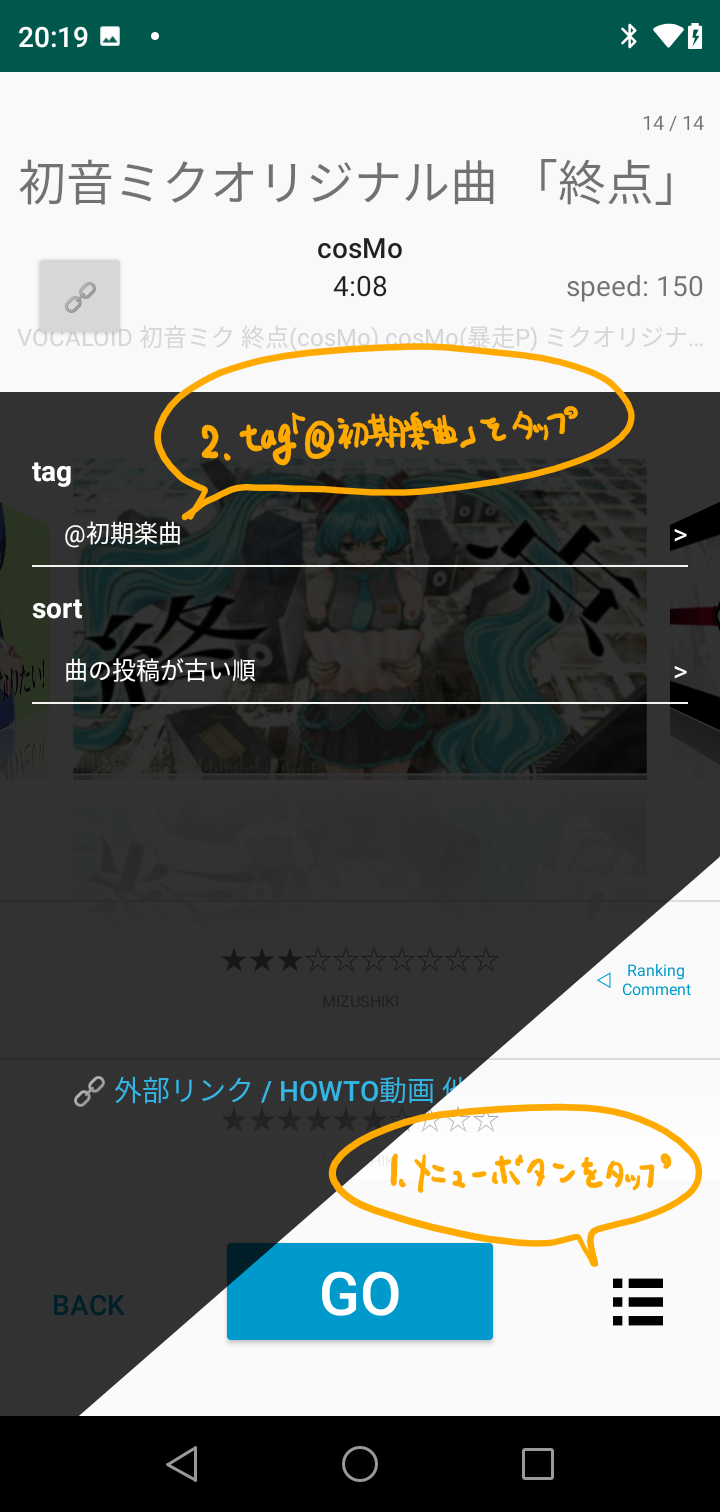 20:19
14 / 14
初音ミクオリジナル曲 「終点」
cosMo
4:08
speed: 150
VOCALOID 初音ミク 終点(cosMo) cosMo(暴走P) ミクオリジナ…
2. tag「@初期楽曲」をタップ
tag
@初期楽曲 >
sort
曲の投稿が古い順 >
終点
★★★☆☆☆☆☆☆☆
MIZUSHIKI
Ranking
Comment
外部リンク / HOWTO動画 他
★★★★★★★☆☆☆
1. メニューボタンをタップ
BACK
GO